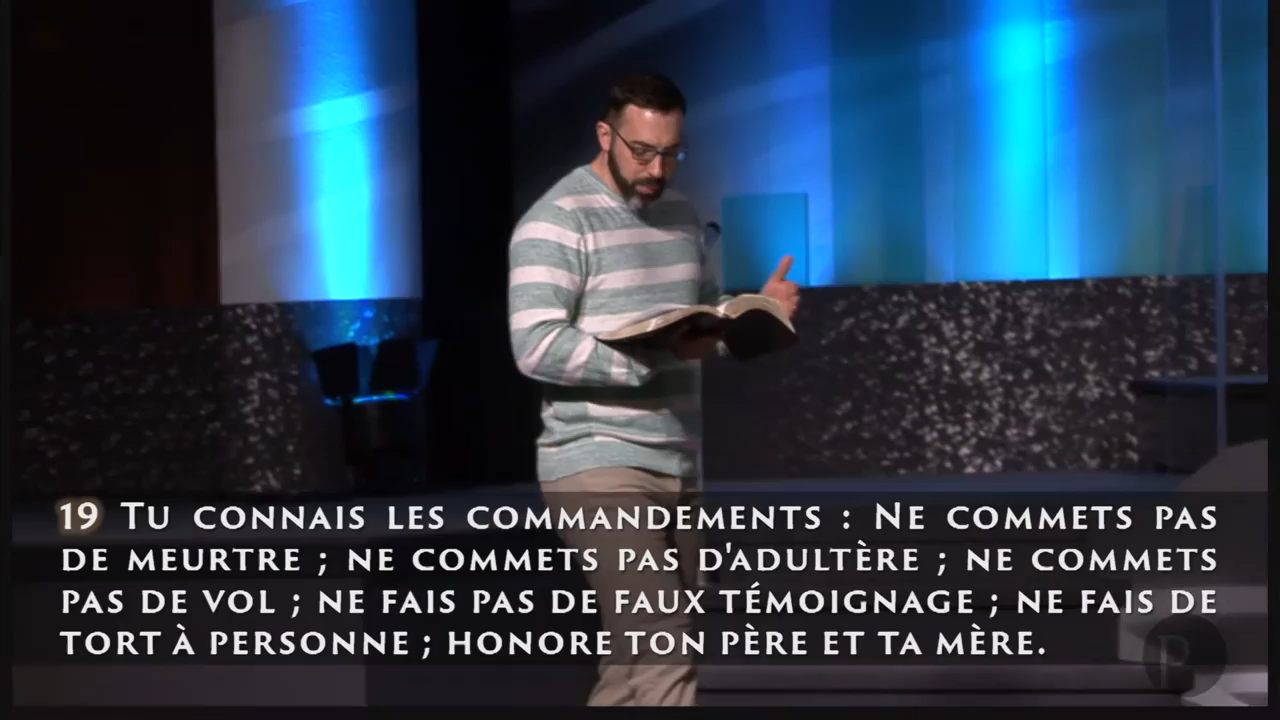 19 Tu connais les commandements : Ne commets pas
de meurtre ; ne commets pas d'adultère ; ne commets
pas de vol ; ne fais pas de faux témoignage ; ne fais de
tort à personne ; honore ton père et ta mère.
P